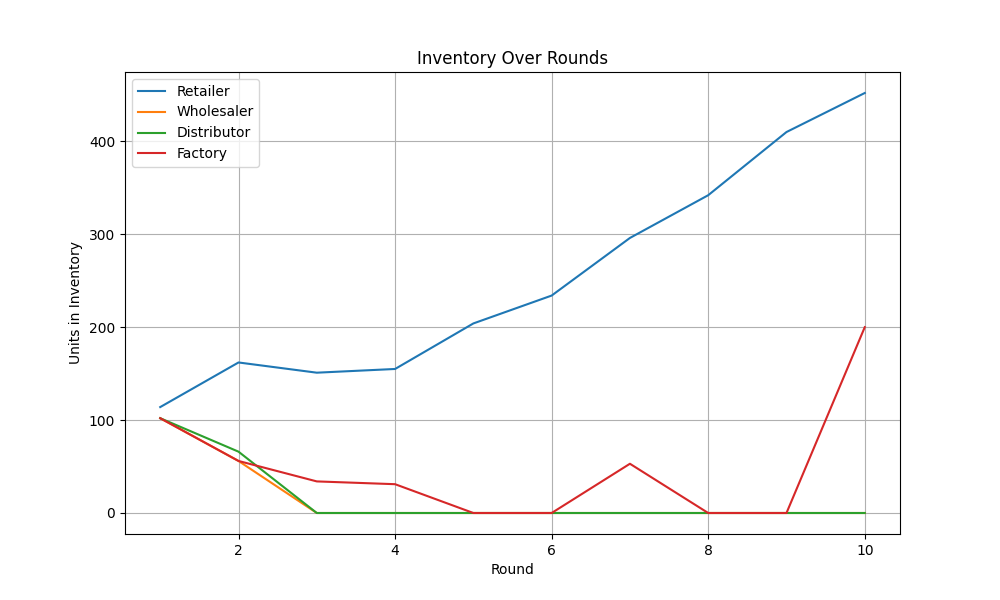 Inventory Over Rounds
Retailer
Wholesaler
Distributor
Factory
Units in Inventory
400
300
200
100
0
2 4 6 8 10
Round